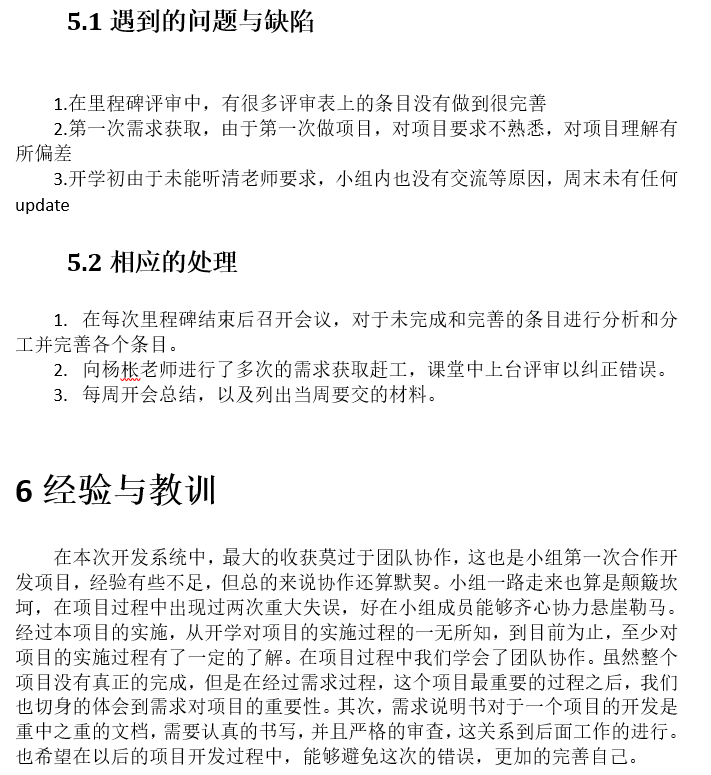 5.1 遇到的问题与缺陷
1.在里程碑评审中，有很多评审表上的条目没有做到很完善
2.第一次需求获取，由于第一次做项目，对项目要求不熟悉，对项目理解有
所偏差
3.开学初由于未能听清老师要求，小组内也没有交流等原因，周末未有任何
update
5.2 相应的处理
1. 在每次里程碑结束后召开会议，对于未完成和完善的条目进行分析和分
工并完善各个条目。
2. 向杨枨老师进行了多次的需求获取赶工，课堂中上台评审以纠正错误。
3. 每周开会总结，以及列出当周要交的材料。
6 经验与教训
在本次开发系统中，最大的收获莫过于团队协作，这也是小组第一次合作开
发项目，经验有些不足，但总的来说协作还算默契。小组一路走来也算是颠簸坎
坷，在项目过程中出现过两次重大失误，好在小组成员能够齐心协力悬崖勒马。
经过本项目的实施，从开学对项目的实施过程的一无所知，到目前为止，至少对
项目的实施过程有了一定的了解。在项目过程中我们学会了团队协作。虽然整个
项目没有真正的完成，但是在经过需求过程，这个项目最重要的过程之后，我们
也切身的体会到需求对项目的重要性。其次，需求说明书对于一个项目的开发是
重中之重的文档，需要认真的书写，并且严格的审查，这关系到后面工作的进行。
也希望在以后的项目开发过程中，能够避免这次的错误，更加的完善自己。